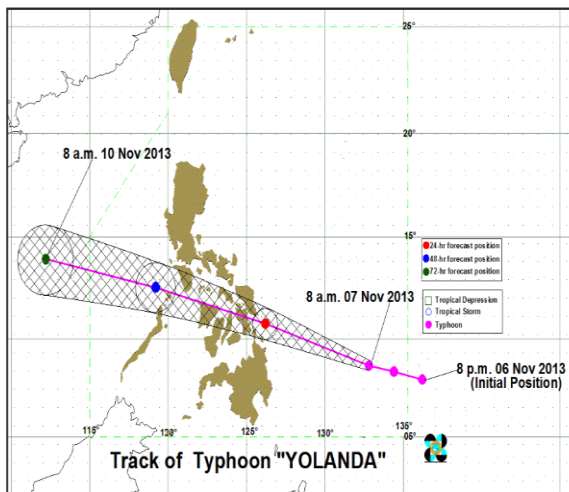 25°
20°
8 a.m. 10 Nov 2013
15°
24-hr forecast position
48-hr forecast position
72-hr forecast position
8 a.m. 07 Nov 2013
Tropical Depression
Tropical Storm
Typhoon
8 p.m. 06 Nov 2013
(Initial Position)
115°
120°
125°
130°
135°
05°
Track of Typhoon "YOLANDA"